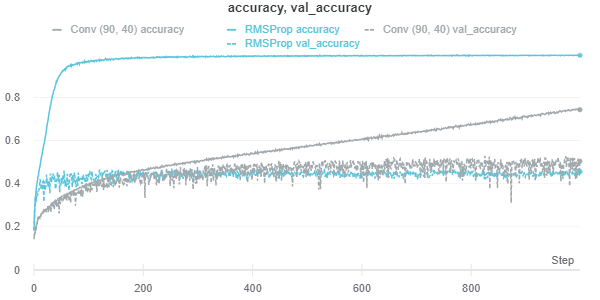 accuracy, val_accuracy
Conv (90, 40) accuracy RMSProp accuracy Conv (90, 40) val_accuracy
RMSProp val_accuracy
0.8
0.6
0.4
0.2
0
Step
0 200 400 600 800